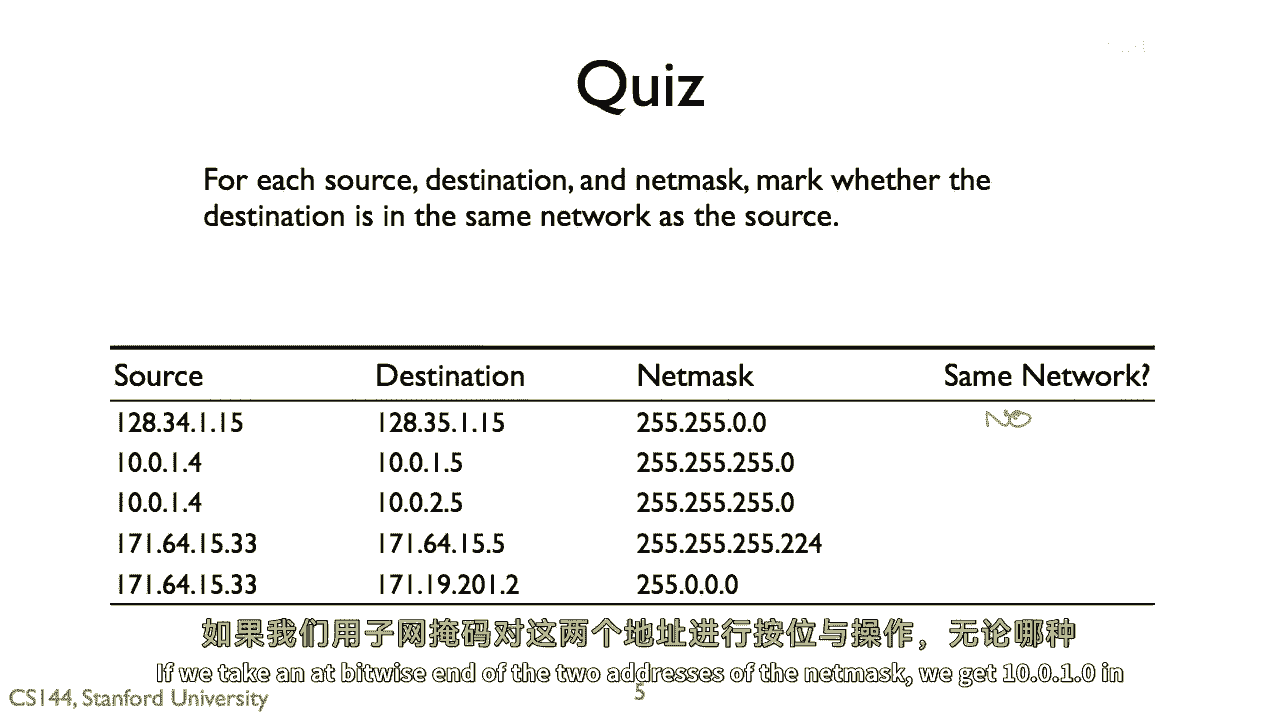 Quiz
For each source, destination, and netmask, mark whether the
destination is in the same network as the source.
Source Destination Netmask Same Network?
128.34.1.15 128.35.1.15 255.255.0.0 NO
10.0.1.4 10.0.1.5 255.255.255.0
10.0.1.4 10.0.2.5 255.255.255.0
171.64.15.33 171.64.15.5 255.255.255.224
171.64.15.33 171.19.201.2 255.0.0.0
如果我们用子网掩码对这两个地址进行按位与操作，无论哪种
If we take an at bitwise end of the two addresses of the netmask, we get 10.0.1.0 in
CS144, Stanford University 5